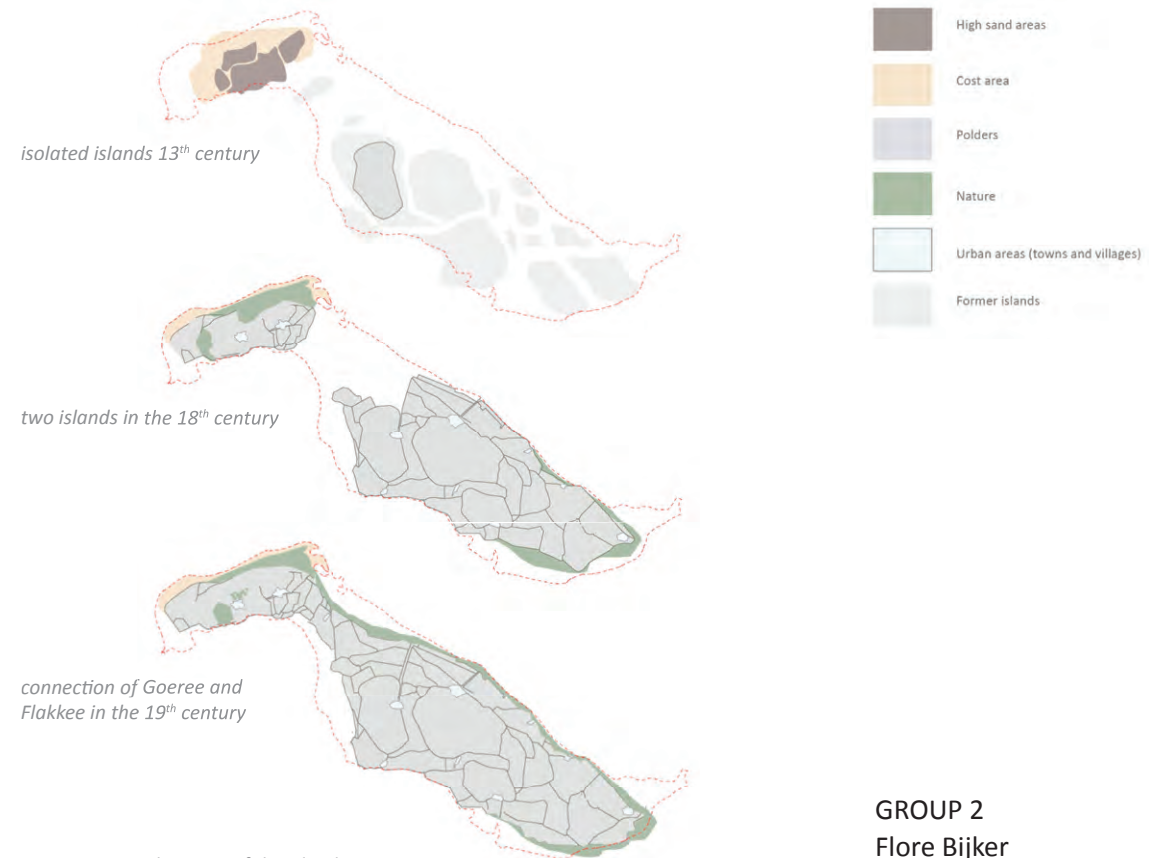 isolated islands 13th century
two islands in the 18th century
connection of Goeree and
Flakkee in the 19th century
High sand areas
Cost area
Polders
Nature
Urban areas (towns and villages)
Former islands
GROUP 2
Flore Bijker